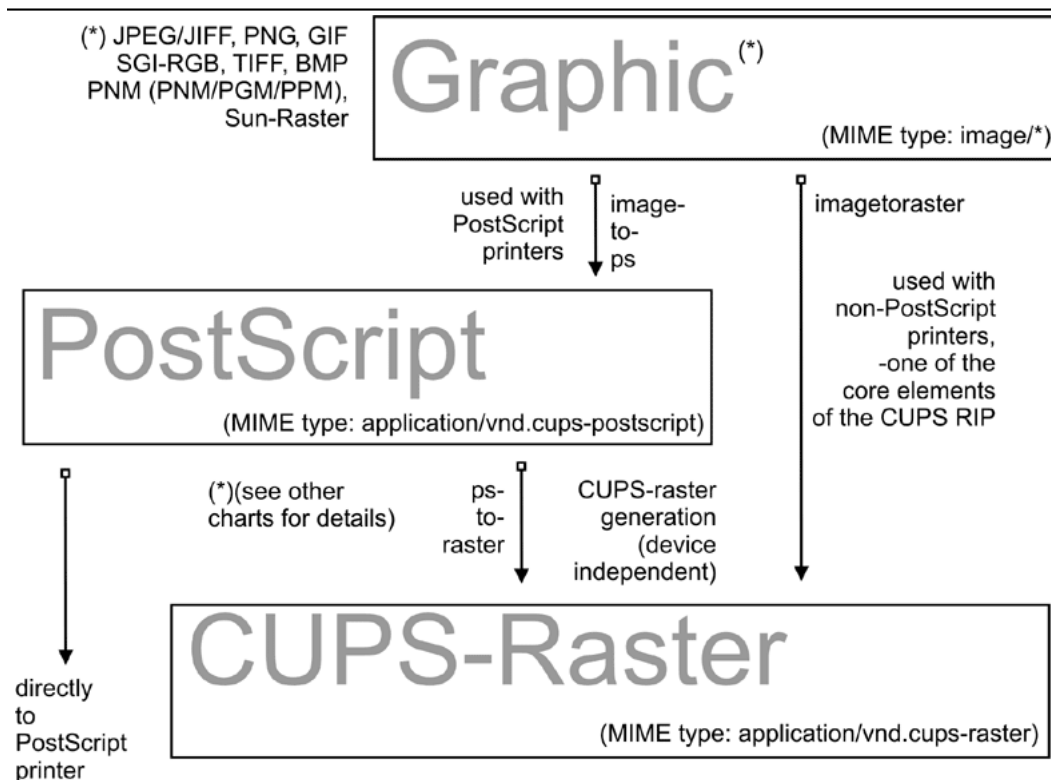 (*) JPEG/JIFF, PNG, GIF
SGI-RGB, TIFF, BMP
PNM (PNM/PGM/PPM),
Sun-Raster
Graphic(*)
(MIME type: image/*)
used with
PostScript
printers
image-
to-
ps
imagetoraster
used with
non-PostScript
printers,
-one of the
core elements
of the CUPS RIP
PostScript
(MIME type: application/vnd.cups-postscript)
(*)(see other
charts for details)
ps-
to-
raster
CUPS-raster
generation
(device
independent)
CUPS-Raster
(MIME type: application/vnd.cups-raster)
directly
to
PostScript
printer